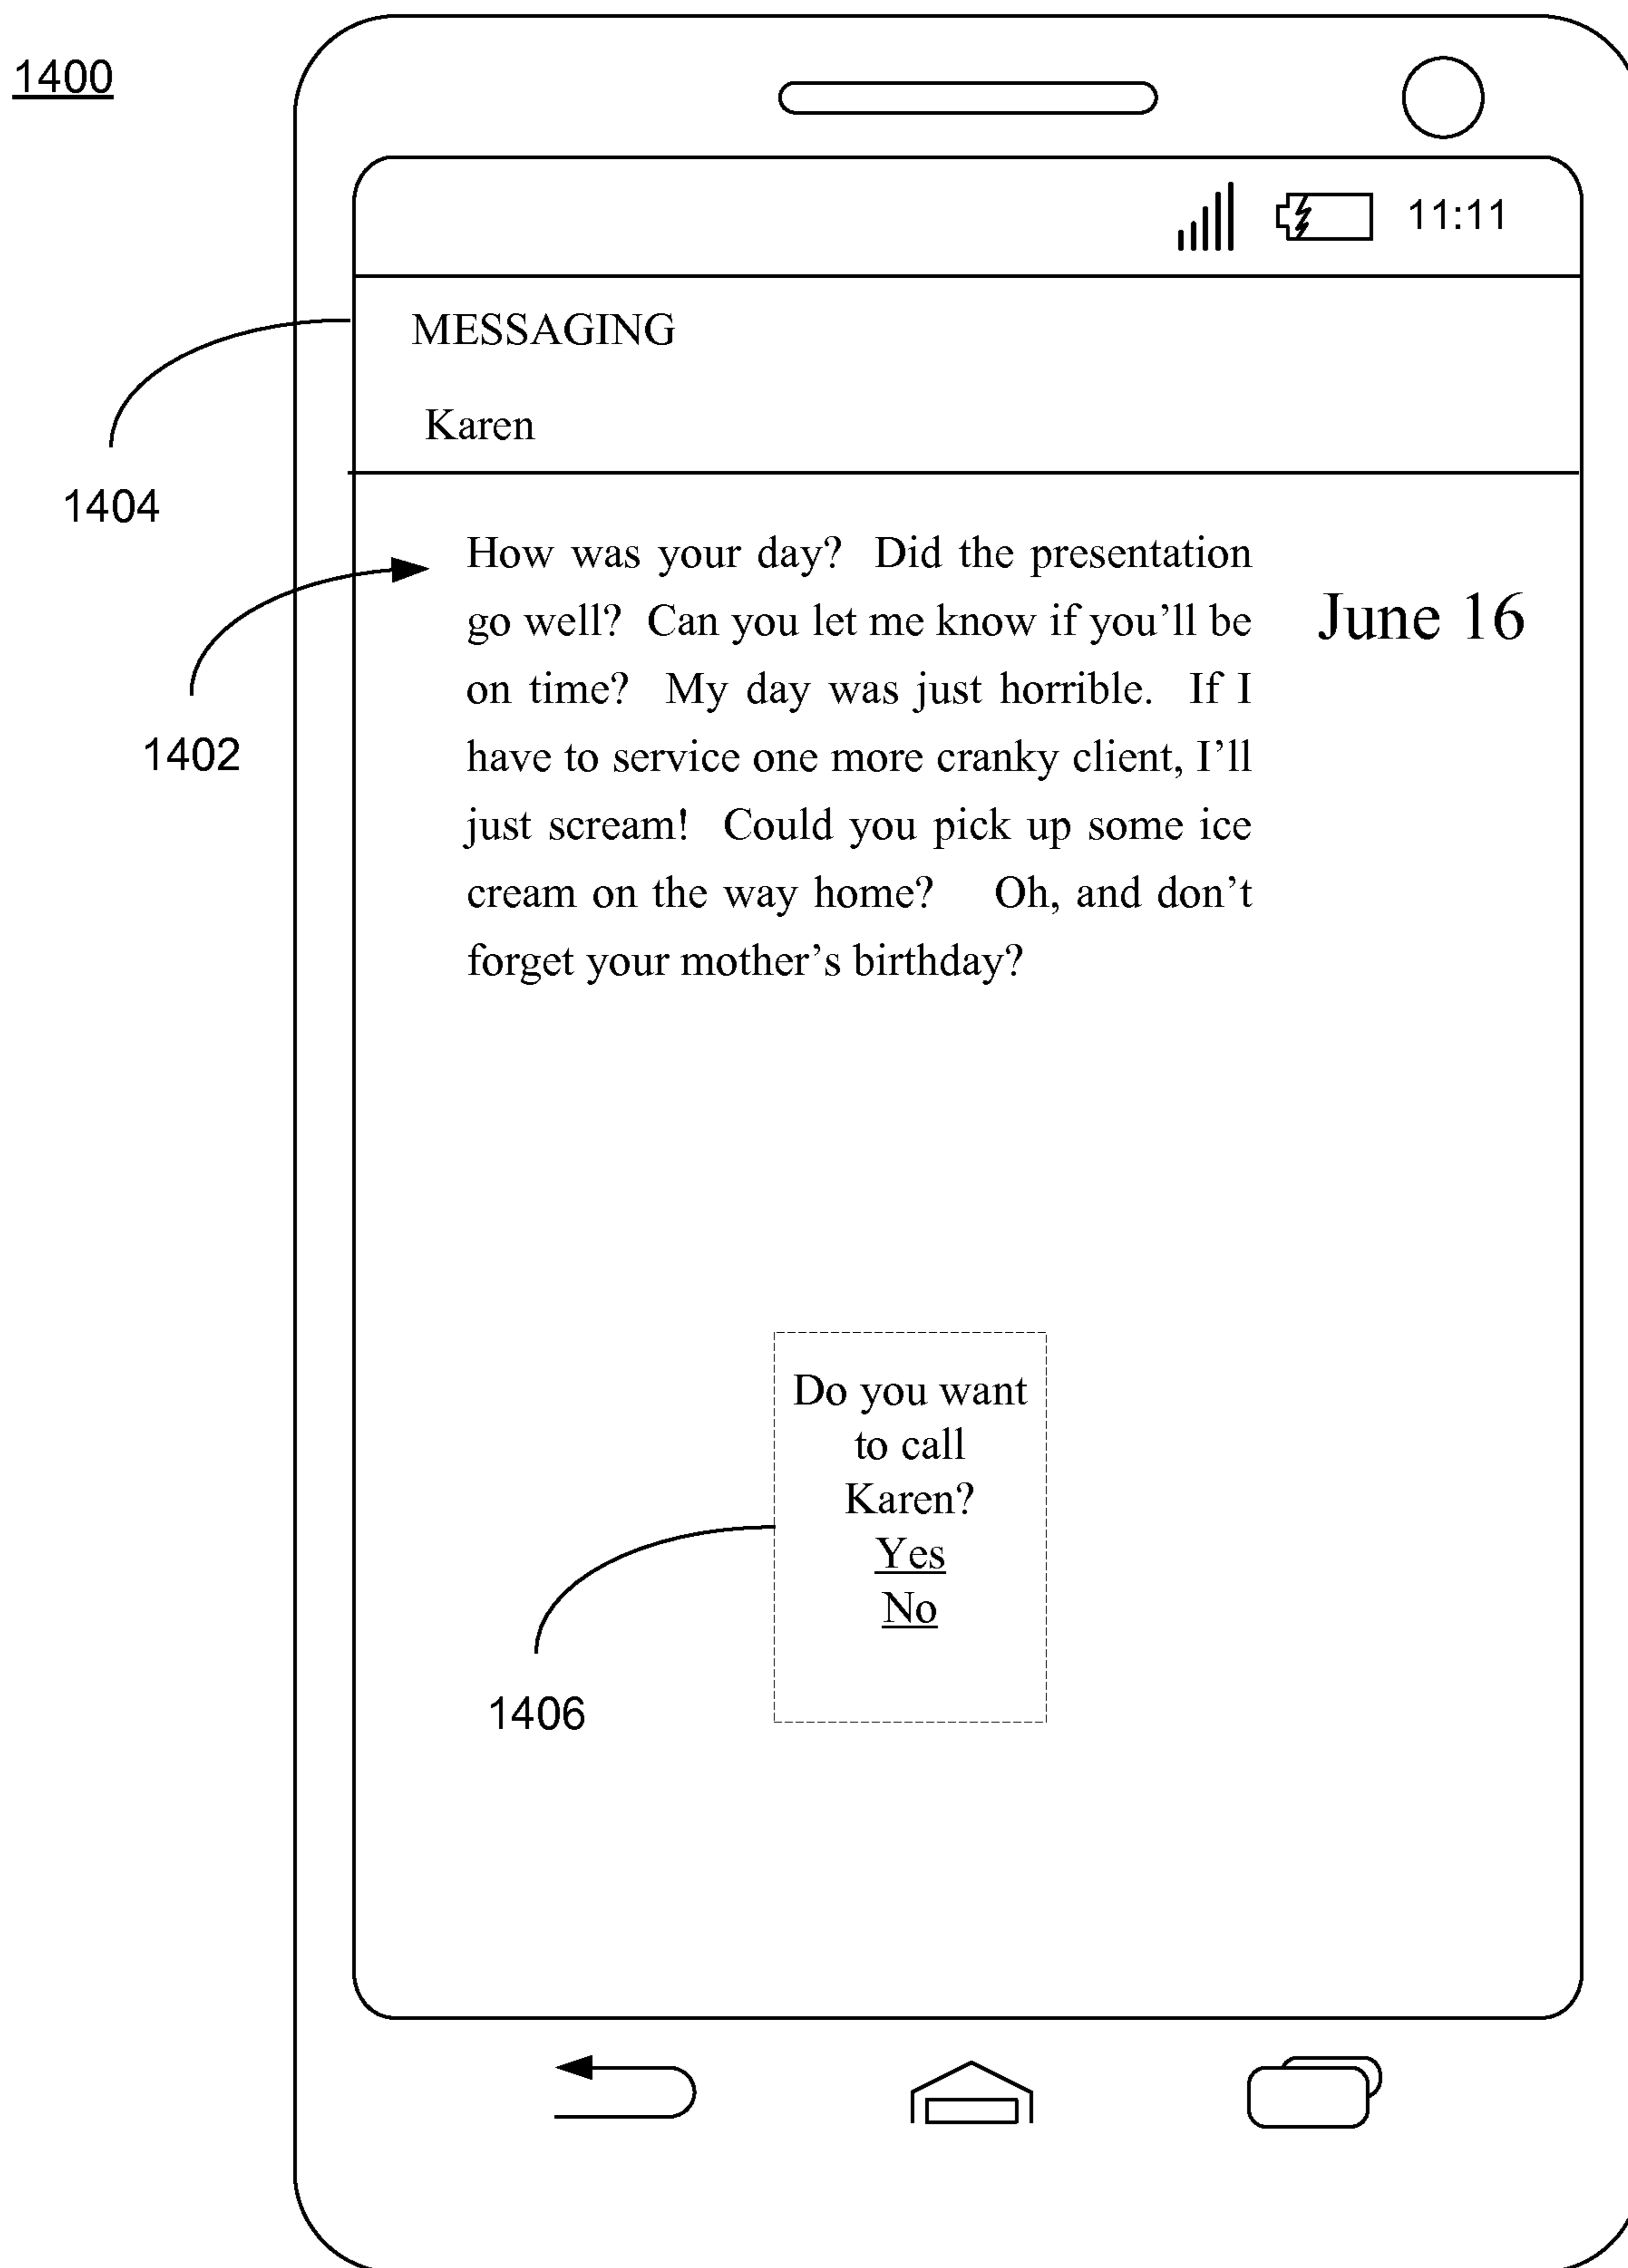 1400
11:11
MESSAGING
Karen
1404
How was your day? Did the presentation
go well? Can you let me know if you'll be
on time? My day was just horrible. If I
have to service one more cranky client, I'll
just scream! Could you pick up some ice
cream on the way home? Oh, and don't
forget your mother's birthday?
June 16
1402
Do you want
to call
Karen?
Yes
No
1406